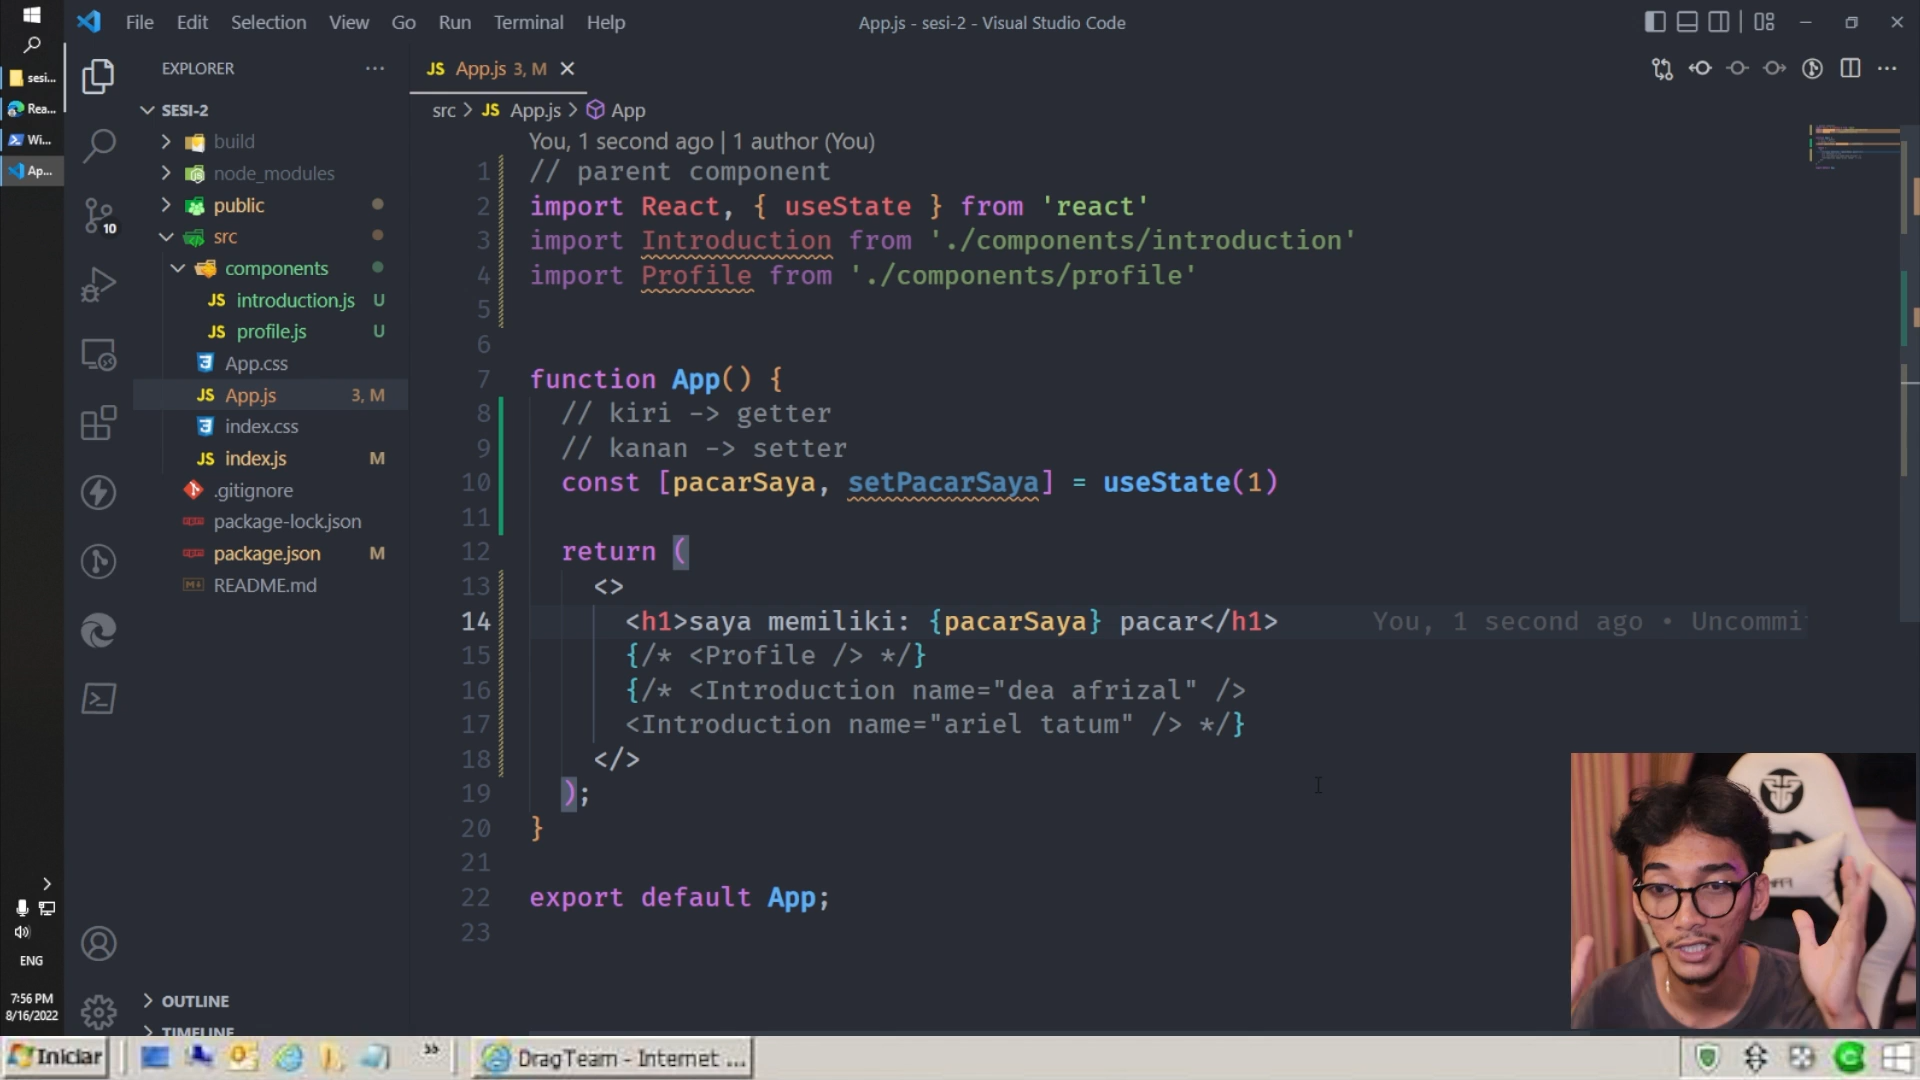 File Edit Selection View Go Run Terminal Help
App.js - sesi-2 - Visual Studio Code
sesi...
Rea...
Wi...
Ap...
EXPLORER
SESI-2
build
node_modules
public
src
components
JS introduction.js U
JS profile.js U
App.css
JS App.js 3, M
index.css
JS index.js M
.gitignore
package-lock.json
package.json M
README.md
OUTLINE
TIMELINE
10
JS App.js 3, M
src > JS App.js > App
You, 1 second ago | 1 author (You)
1 // parent component
2 import React, { useState } from 'react'
3 import Introduction from './components/introduction'
4 import Profile from './components/profile'
5
6
7 function App() {
8 // kiri -> getter
9 // kanan -> setter
10 const [pacarSaya, setPacarSaya] = useState(1)
11
12 return (
13 <>
14 <h1>saya memiliki: {pacarSaya} pacar</h1> You, 1 second ago • Uncommi
15 {/* <Profile /> */}
16 {/* <Introduction name="dea afrizal" />
17 <Introduction name="ariel tatum" /> */}
18 </>
19 );
20 }
21
22 export default App;
23
ENG
7:56 PM
8/16/2022
Iniciar
»
DragTeam - Internet ...